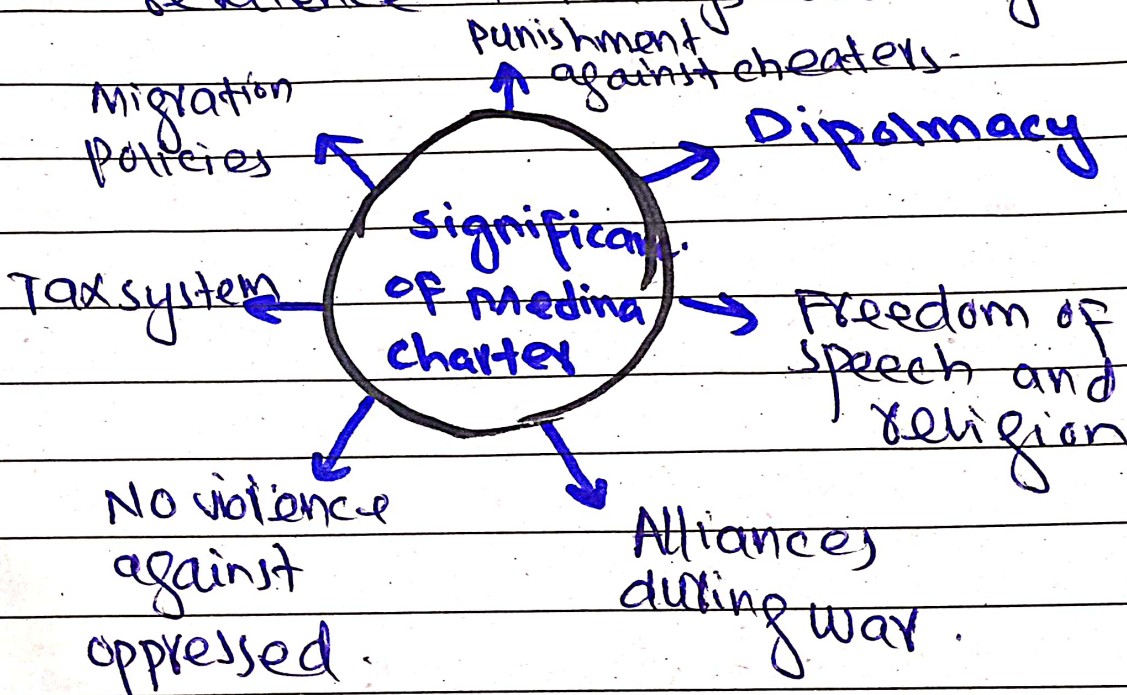 punishment
against cheaters.
Migration
policies
Dipolmacy
significan.
of Medina
charter
Tax system
Freedom of
speech and
religion
No violence
against
oppressed.
Alliances
during war.